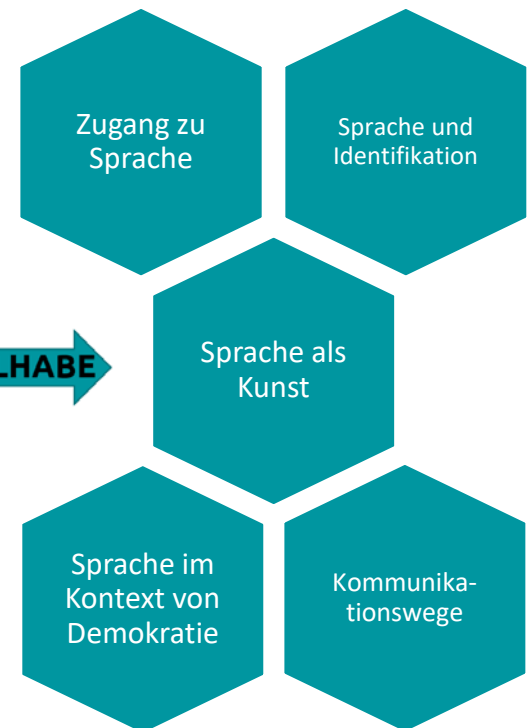 Zugang zu
Sprache
Sprache und
Identifikation
LHABE
Sprache als
Kunst
Sprache im
Kontext von
Demokratie
Kommunika-
tionswege